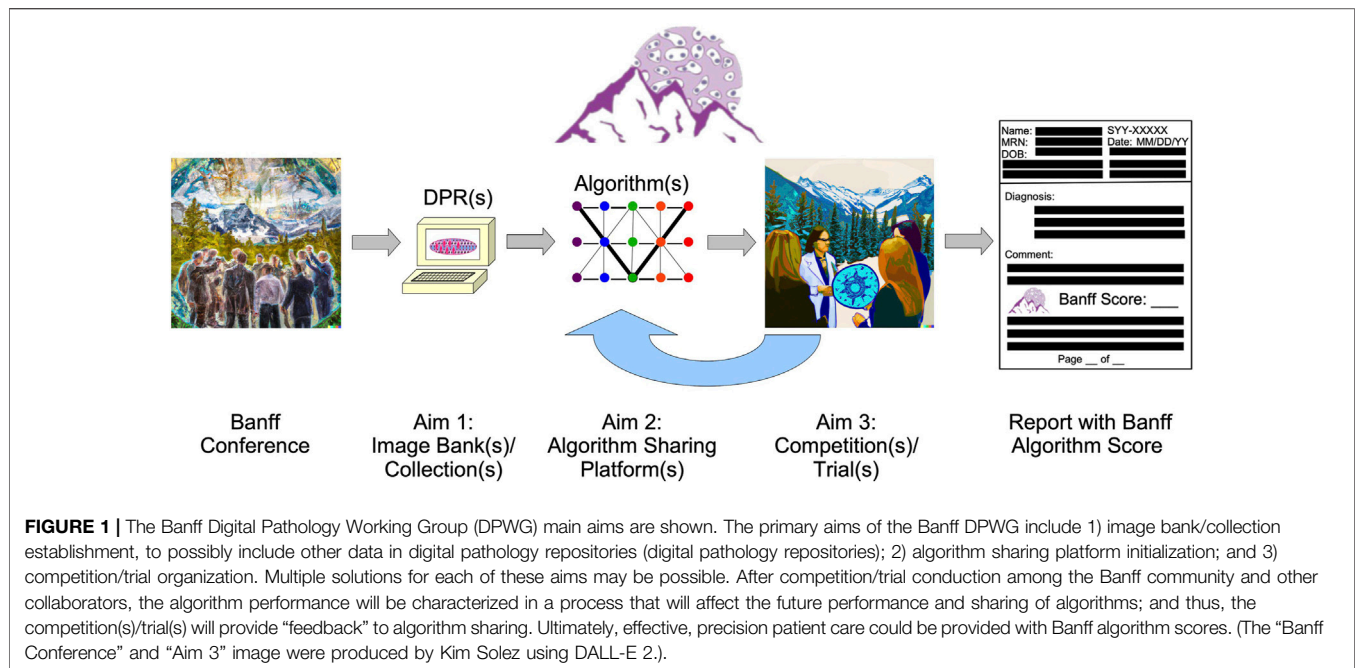 DPR(s)
Algorithm(s)
Name:
SYY-XXXXX
MRN:
Date: MM/DD/YY
DOB:
Diagnosis:
Comment:
Banff Score: ___
Page __ of __
Banff
Conference
Aim 1:
Image Bank(s)/
Collection(s)
Aim 2:
Algorithm Sharing
Platform(s)
Aim 3:
Competition(s)/
Trial(s)
Report with Banff
Algorithm Score
FIGURE 1 | The Banff Digital Pathology Working Group (DPWG) main aims are shown. The primary aims of the Banff DPWG include 1) image bank/collection
establishment, to possibly include other data in digital pathology repositories (digital pathology repositories); 2) algorithm sharing platform initialization; and 3)
competition/trial organization. Multiple solutions for each of these aims may be possible. After competition/trial conduction among the Banff community and other
collaborators, the algorithm performance will be characterized in a process that will affect the future performance and sharing of algorithms; and thus, the
competition(s)/trial(s) will provide “feedback” to algorithm sharing. Ultimately, effective, precision patient care could be provided with Banff algorithm scores. (The “Banff
Conference” and “Aim 3” image were produced by Kim Solez using DALL-E 2.).